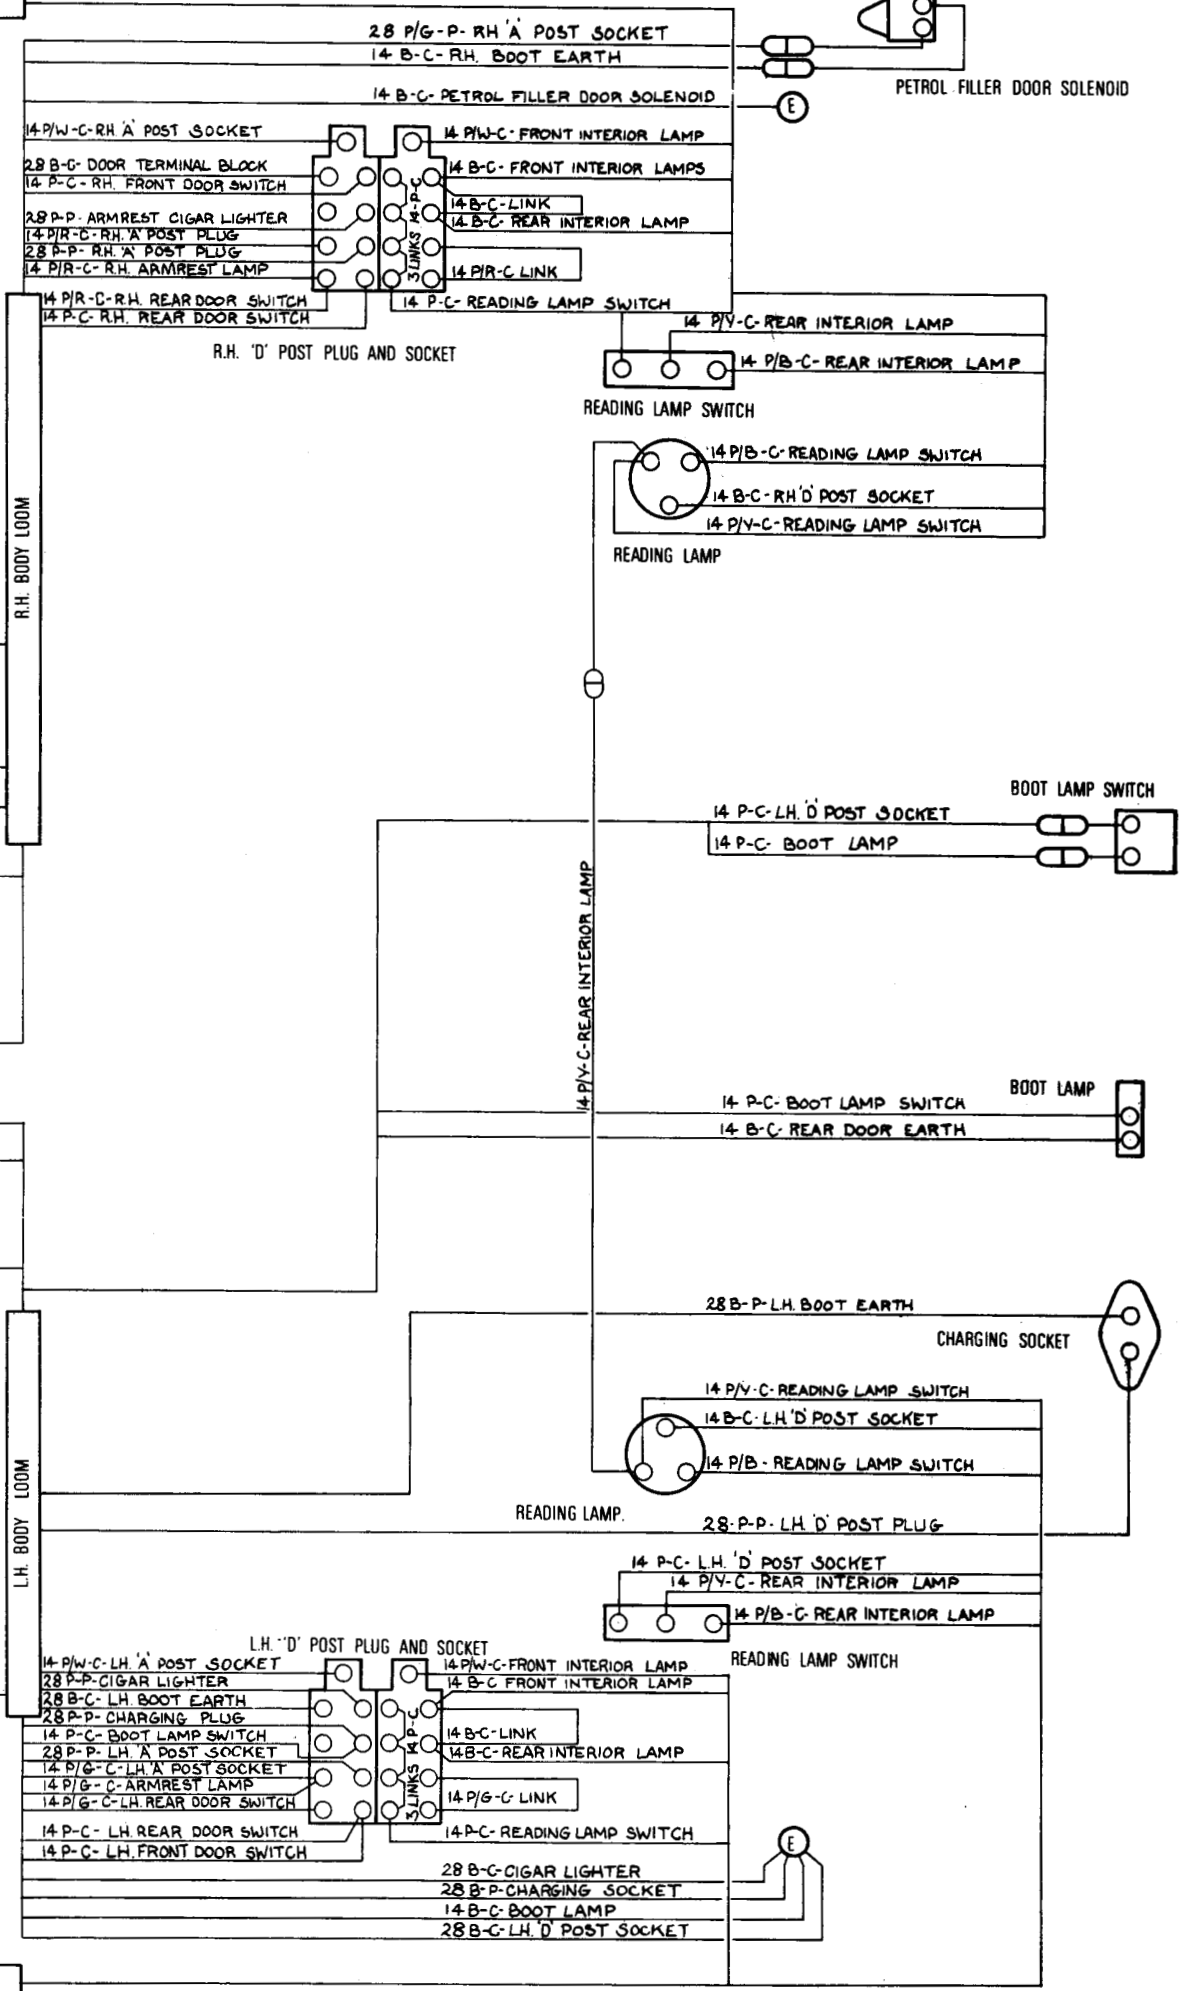 28 P/G-P- RH 'A' POST SOCKET
14 B-C- RH. BOOT EARTH
PETROL FILLER DOOR SOLENOID
14 B-C- PETROL FILLER DOOR SOLENOID
E
14 P/W-C-RH. 'A' POST SOCKET
14 P/W-C- FRONT INTERIOR LAMP
28 B-C- DOOR TERMINAL BLOCK
14 B-C- FRONT INTERIOR LAMPS
14 P-C- RH. FRONT DOOR SWITCH
14 B-C-LINK
28 P-P- ARMREST CIGAR LIGHTER
14 B-C- REAR INTERIOR LAMP
14 P/R-C-RH. 'A' POST PLUG
28 P-P- RH. 'A' POST PLUG
14 P/R-C- R.H. ARMREST LAMP
14 P/R-C LINK
3 LINKS 14-P-C
14 P/R-C-R.H. REAR DOOR SWITCH
14 P-C- READING LAMP SWITCH
14 P-C- R.H. REAR DOOR SWITCH
14 P/Y-C-REAR INTERIOR LAMP
R.H. 'D' POST PLUG AND SOCKET
14 P/B-C-REAR INTERIOR LAMP
READING LAMP SWITCH
14 P/B-C-READING LAMP SWITCH
14 B-C-RH 'D' POST SOCKET
14 P/Y-C-READING LAMP SWITCH
READING LAMP
R.H. BODY LOOM
BOOT LAMP SWITCH
14 P-C-LH. 'D' POST SOCKET
14 P-C- BOOT LAMP
14 P/Y-C-REAR INTERIOR LAMP
BOOT LAMP
14 P-C- BOOT LAMP SWITCH
14 B-C- REAR DOOR EARTH
28 B-P-L.H. BOOT EARTH
CHARGING SOCKET
14 P/Y-C-READING LAMP SWITCH
14 B-C-L.H. 'D' POST SOCKET
14 P/B - READING LAMP SWITCH
L.H. BODY LOOM
READING LAMP.
28-P-P- LH. 'D' POST PLUG
14 P-C- L.H. 'D' POST SOCKET
14 P/Y-C- REAR INTERIOR LAMP
14 P/B-C- REAR INTERIOR LAMP
L.H. 'D' POST PLUG AND SOCKET
READING LAMP SWITCH
14 P/W-C-LH. 'A' POST SOCKET
14 P/W-C-FRONT INTERIOR LAMP
28 P-P-CIGAR LIGHTER
14 B-C FRONT INTERIOR LAMP
28 B-C- LH. BOOT EARTH
28 P-P- CHARGING PLUG
14 P-C- BOOT LAMP SWITCH
14 B-C-LINK
28 P-P- LH. 'A' POST SOCKET
14 B-C-REAR INTERIOR LAMP
14 P/G-C-LH. 'A' POST SOCKET
14 P/G-C-ARMREST LAMP
14 P/G-C-LH. REAR DOOR SWITCH
14 P/G-C- LINK
3 LINKS 14 P-C
14 P-C- LH. REAR DOOR SWITCH
14 P-C- READING LAMP SWITCH
14 P-C- LH. FRONT DOOR SWITCH
E
28 B-C-CIGAR LIGHTER
28 B-P-CHARGING SOCKET
14 B-C-BOOT LAMP
28 B-C-LH. 'D' POST SOCKET